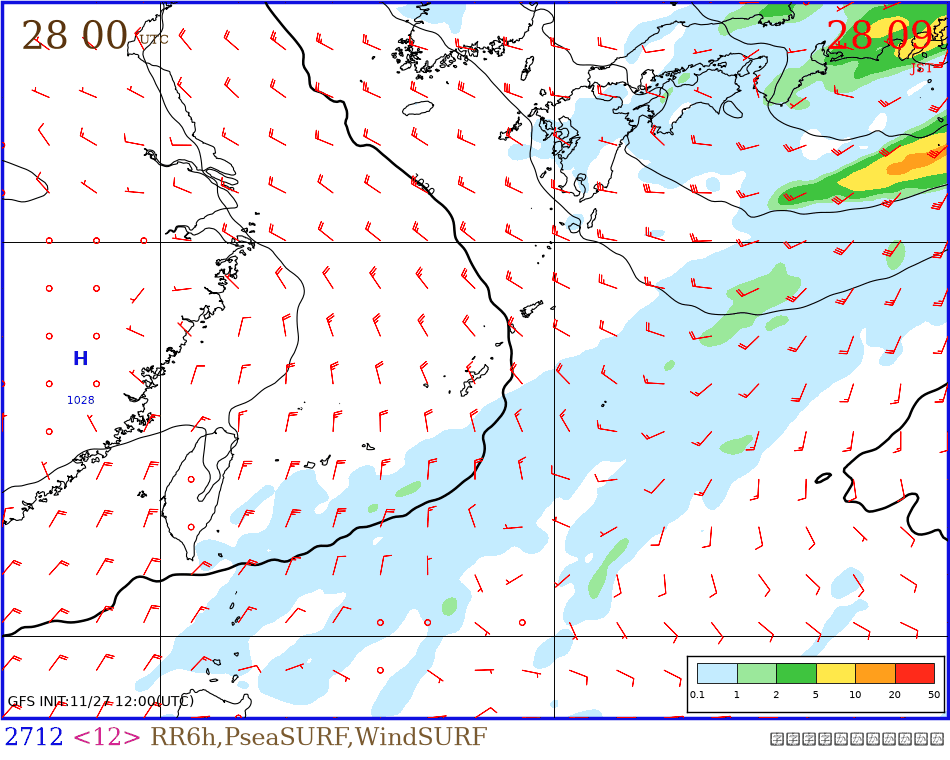 28 00 UTC
28 09 JST
1020
H
1028
0.1 1 2 5 10 20 50
GFS INIT:11/27 12:00(UTC)
2712 <12> RR6h,PseaSURF,WindSURF